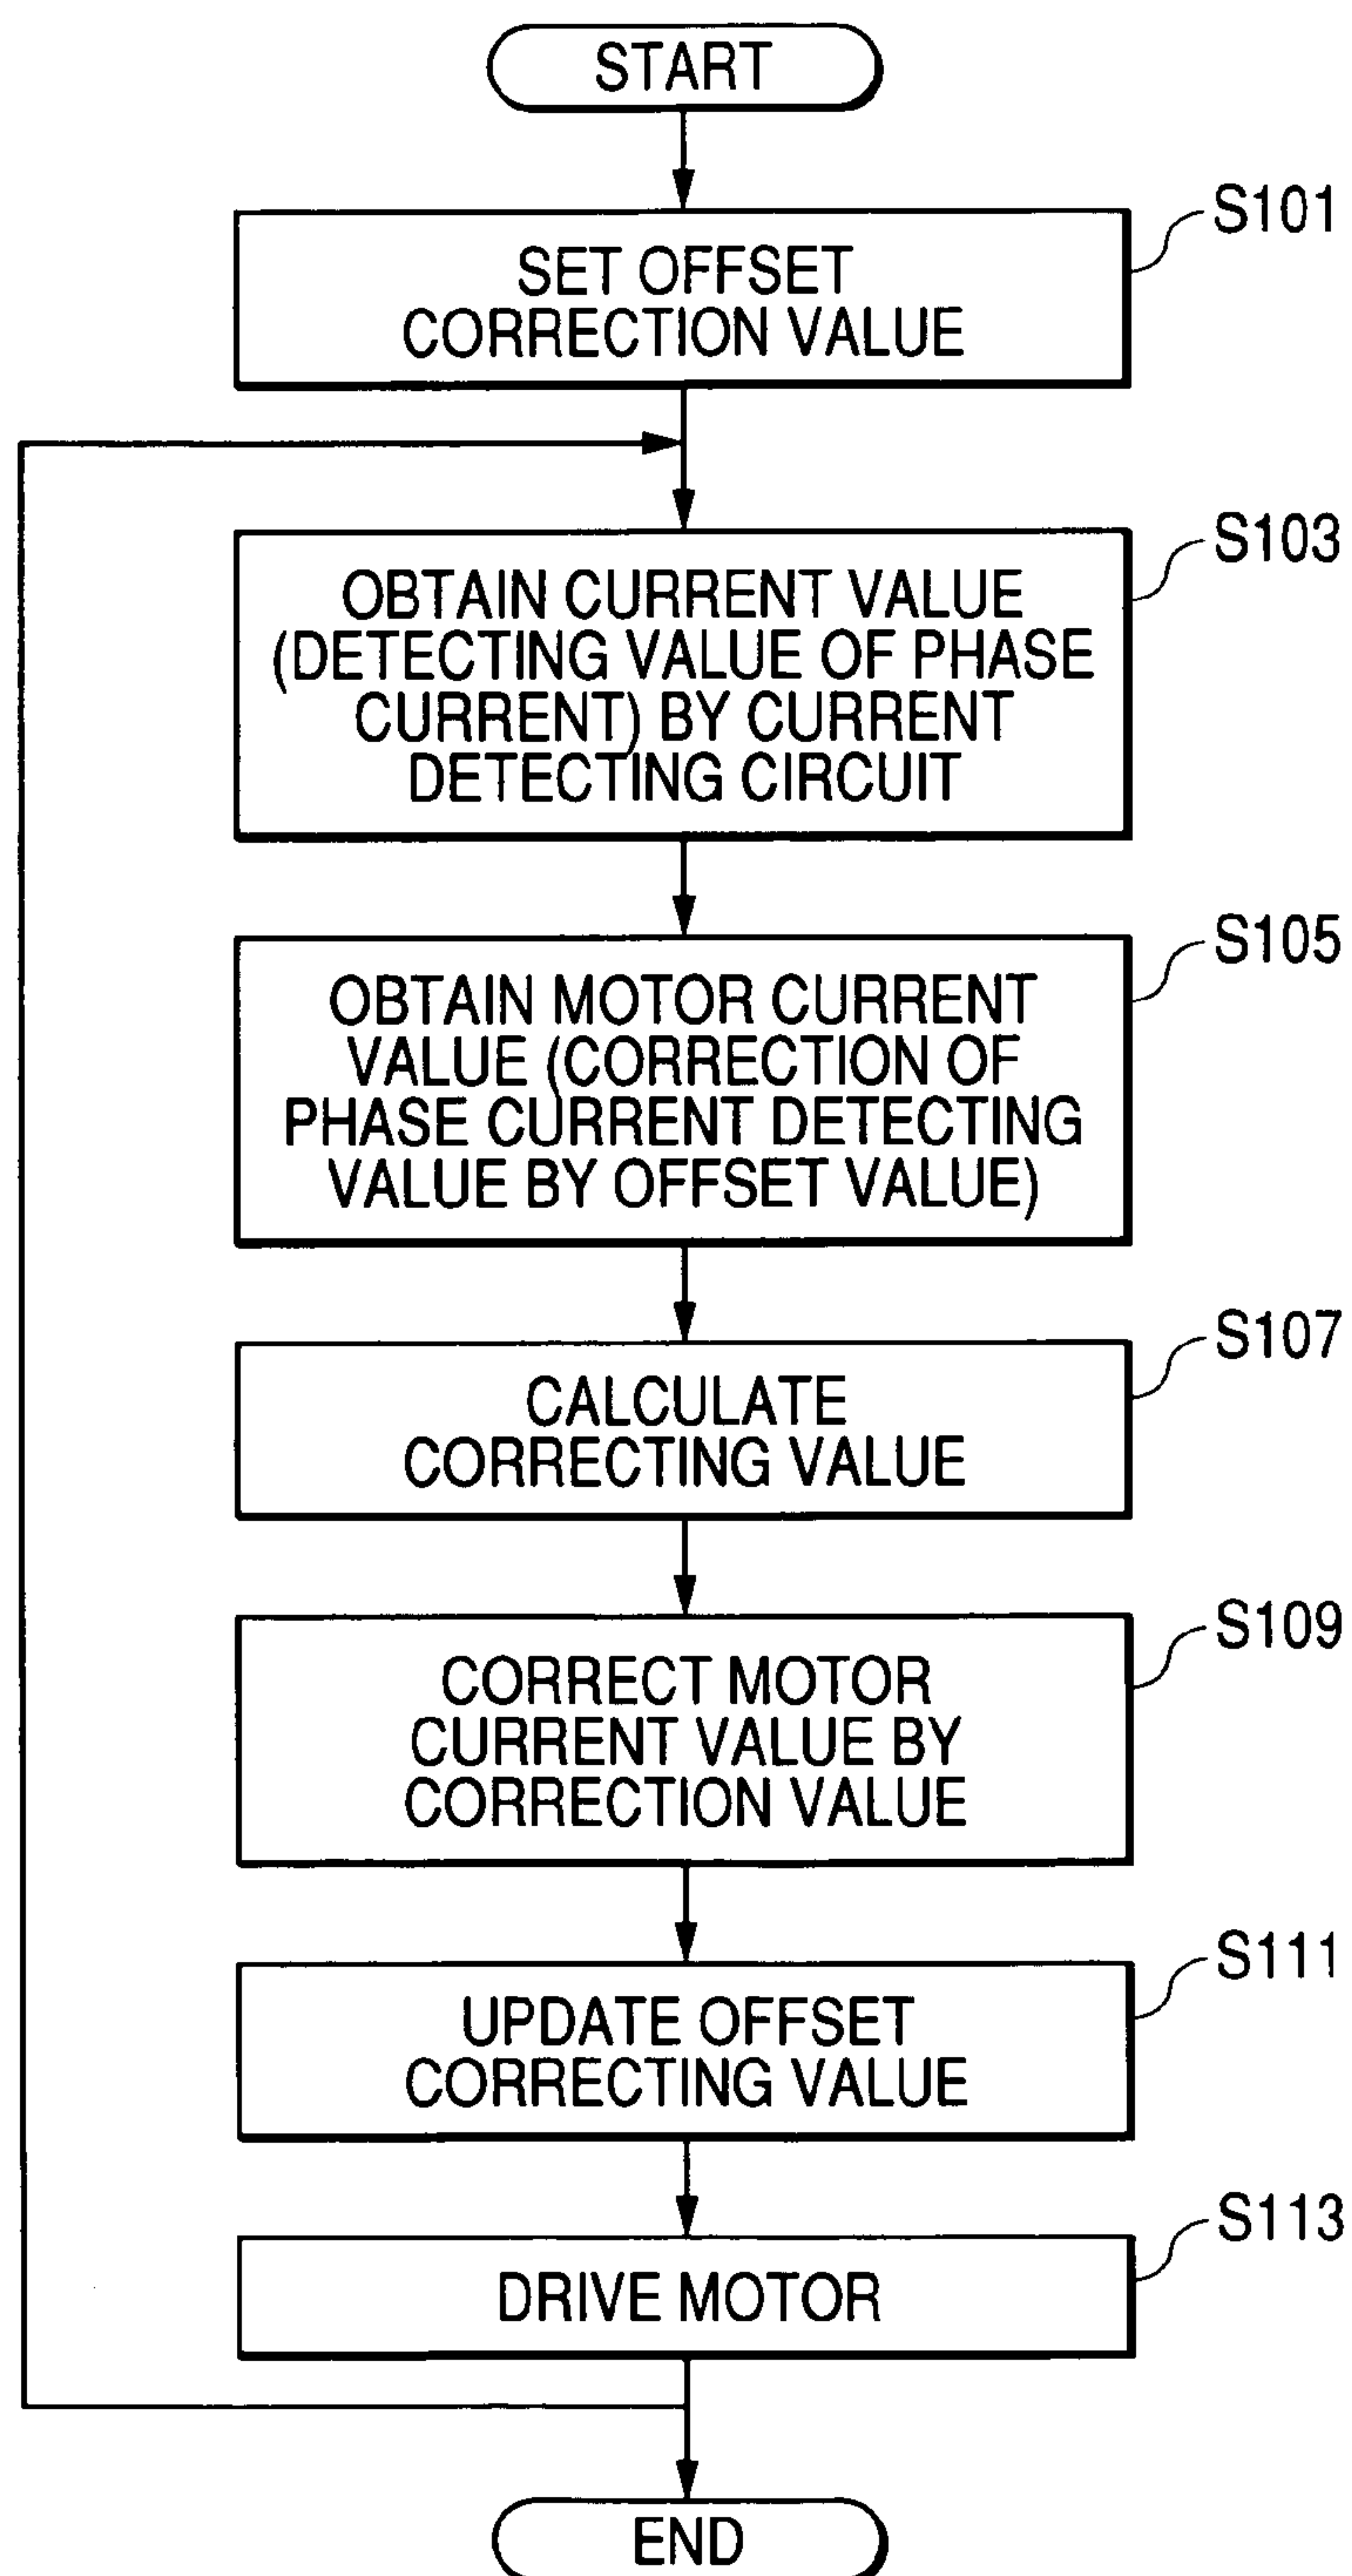 START
S101
SET OFFSET
CORRECTION VALUE
S103
OBTAIN CURRENT VALUE
(DETECTING VALUE OF PHASE
CURRENT) BY CURRENT
DETECTING CIRCUIT
S105
OBTAIN MOTOR CURRENT
VALUE (CORRECTION OF
PHASE CURRENT DETECTING
VALUE BY OFFSET VALUE)
S107
CALCULATE
CORRECTING VALUE
S109
CORRECT MOTOR
CURRENT VALUE BY
CORRECTION VALUE
S111
UPDATE OFFSET
CORRECTING VALUE
S113
DRIVE MOTOR
END